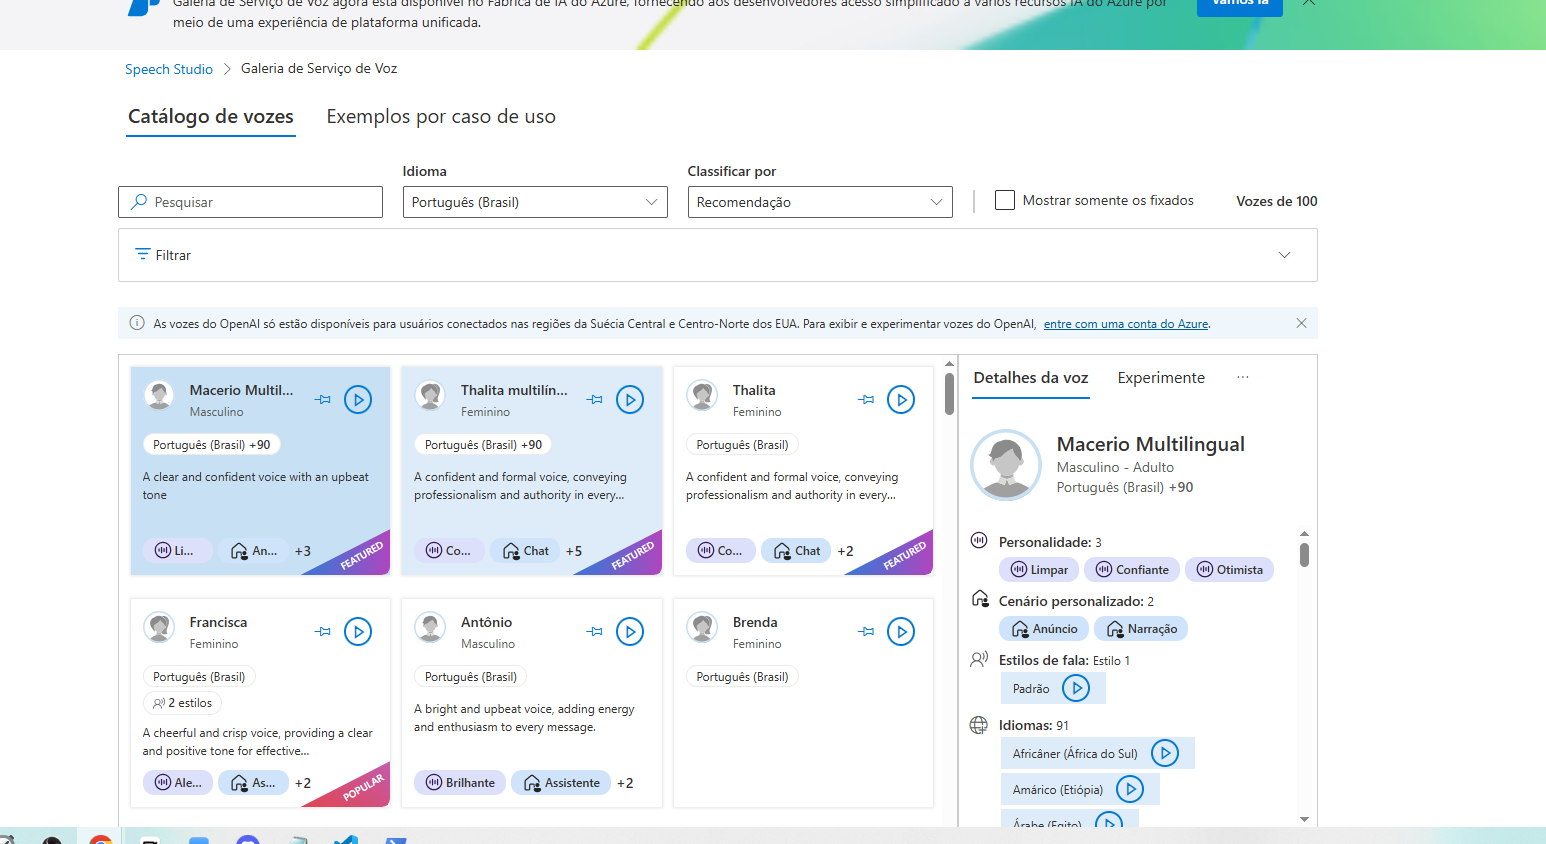 Galeria de Serviço de Voz agora está disponível no Fábrica de IA do Azure, fornecendo aos desenvolvedores acesso simplificado a vários recursos IA do Azure por
meio de uma experiência de plataforma unificada.
Vamos lá
Speech Studio > Galeria de Serviço de Voz
Catálogo de vozes
Exemplos por caso de uso
Idioma
Classificar por
Pesquisar
Português (Brasil)
Recomendação
Mostrar somente os fixados
Vozes de 100
Filtrar
As vozes do OpenAI só estão disponíveis para usuários conectados nas regiões da Suécia Central e Centro-Norte dos EUA. Para exibir e experimentar vozes do OpenAI, entre com uma conta do Azure.
Macerio Multil...
Masculino
Português (Brasil) +90
A clear and confident voice with an upbeat
tone
Li...
An...
+3
FEATURED
Thalita multilín...
Feminino
Português (Brasil) +90
A confident and formal voice, conveying
professionalism and authority in every...
Co...
Chat
+5
FEATURED
Thalita
Feminino
Português (Brasil)
A confident and formal voice, conveying
professionalism and authority in every...
Co...
Chat
+2
FEATURED
Francisca
Feminino
Português (Brasil)
2 estilos
A cheerful and crisp voice, providing a clear
and positive tone for effective...
Ale...
As...
+2
POPULAR
Antônio
Masculino
Português (Brasil)
A bright and upbeat voice, adding energy
and enthusiasm to every message.
Brilhante
Assistente
+2
Brenda
Feminino
Português (Brasil)
Detalhes da voz
Experimente
...
Macerio Multilingual
Masculino - Adulto
Português (Brasil) +90
Personalidade: 3
Limpar
Confiante
Otimista
Cenário personalizado: 2
Anúncio
Narração
Estilos de fala: Estilo 1
Padrão
Idiomas: 91
Africâner (África do Sul)
Amárico (Etiópia)
Árabe (Egito)